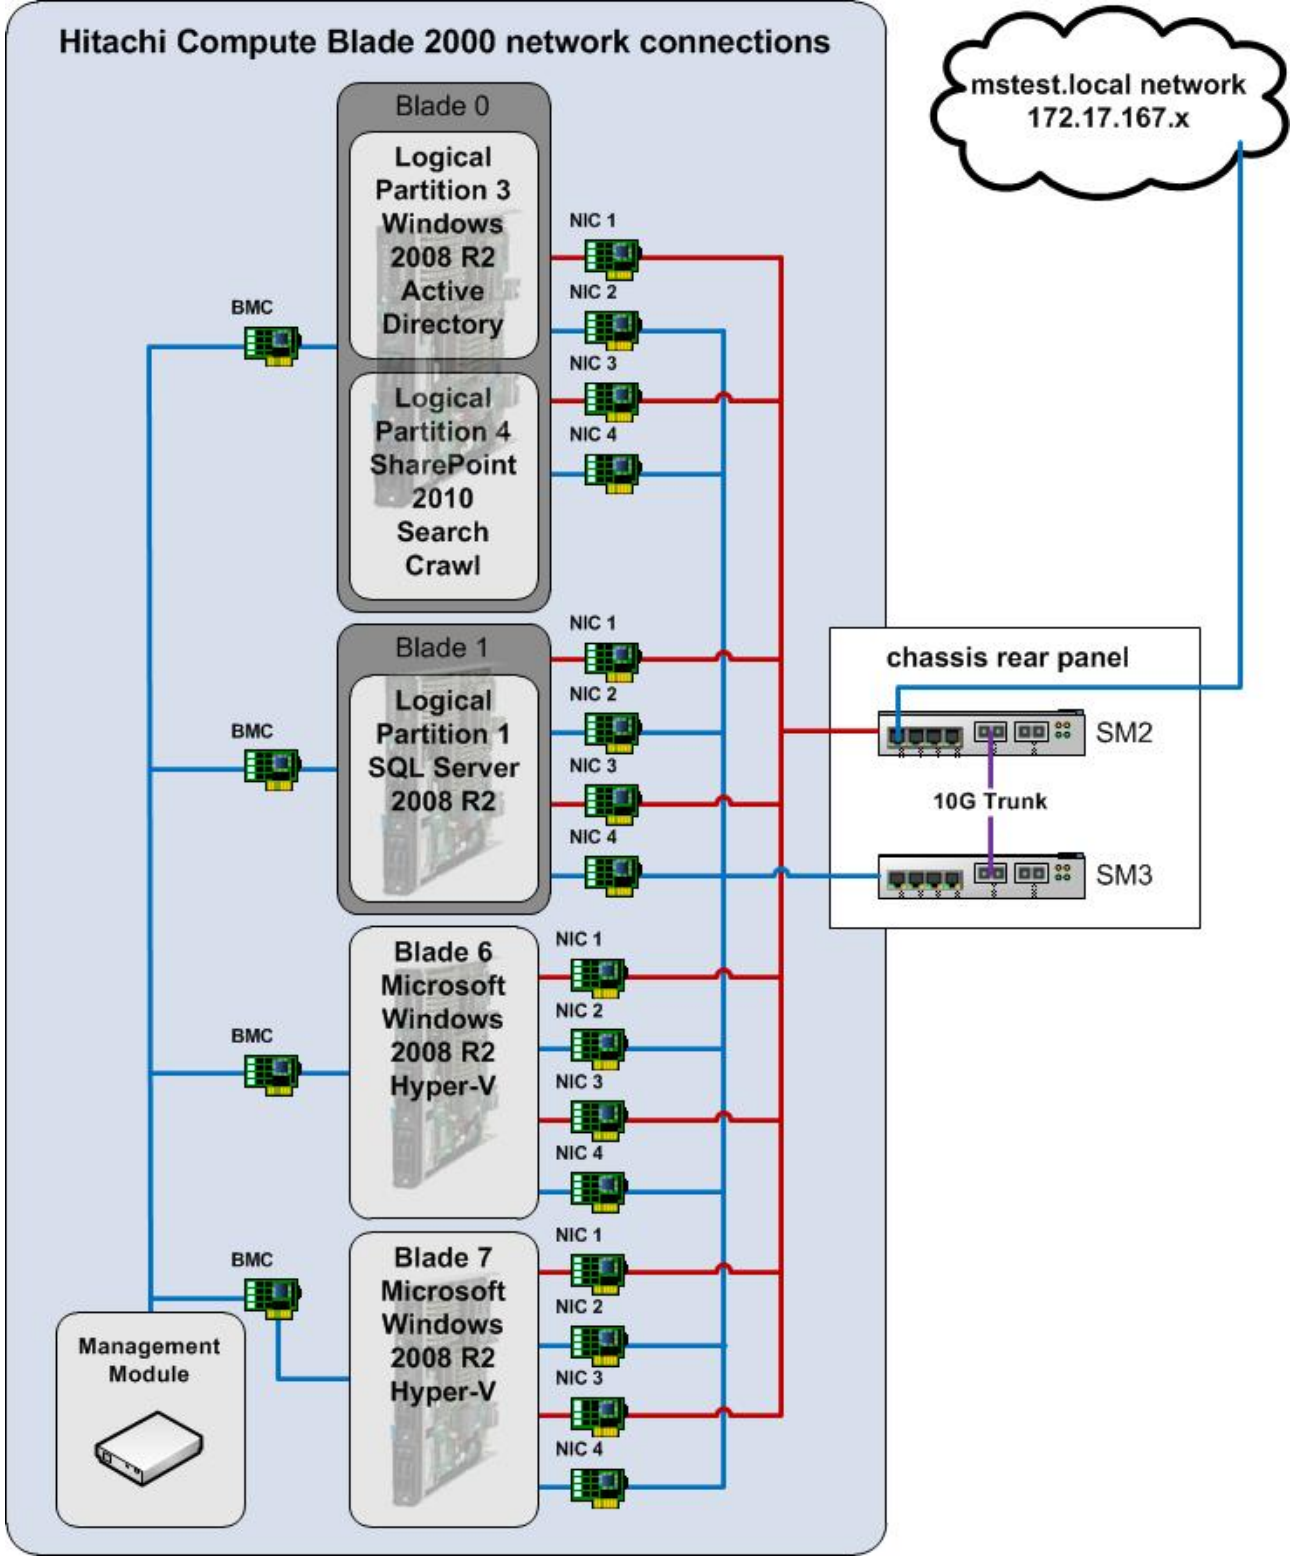 Hitachi Compute Blade 2000 network connections
mstest.local network
172.17.167.x
Blade 0
Logical
Partition 3
Windows
2008 R2
Active
Directory
Logical
Partition 4
SharePoint
2010
Search
Crawl
BMC
NIC 1
NIC 2
NIC 3
NIC 4
Blade 1
Logical
Partition 1
SQL Server
2008 R2
BMC
NIC 1
NIC 2
NIC 3
NIC 4
chassis rear panel
SM2
10G Trunk
SM3
Blade 6
Microsoft
Windows
2008 R2
Hyper-V
BMC
NIC 1
NIC 2
NIC 3
NIC 4
Blade 7
Microsoft
Windows
2008 R2
Hyper-V
BMC
NIC 1
NIC 2
NIC 3
NIC 4
Management
Module